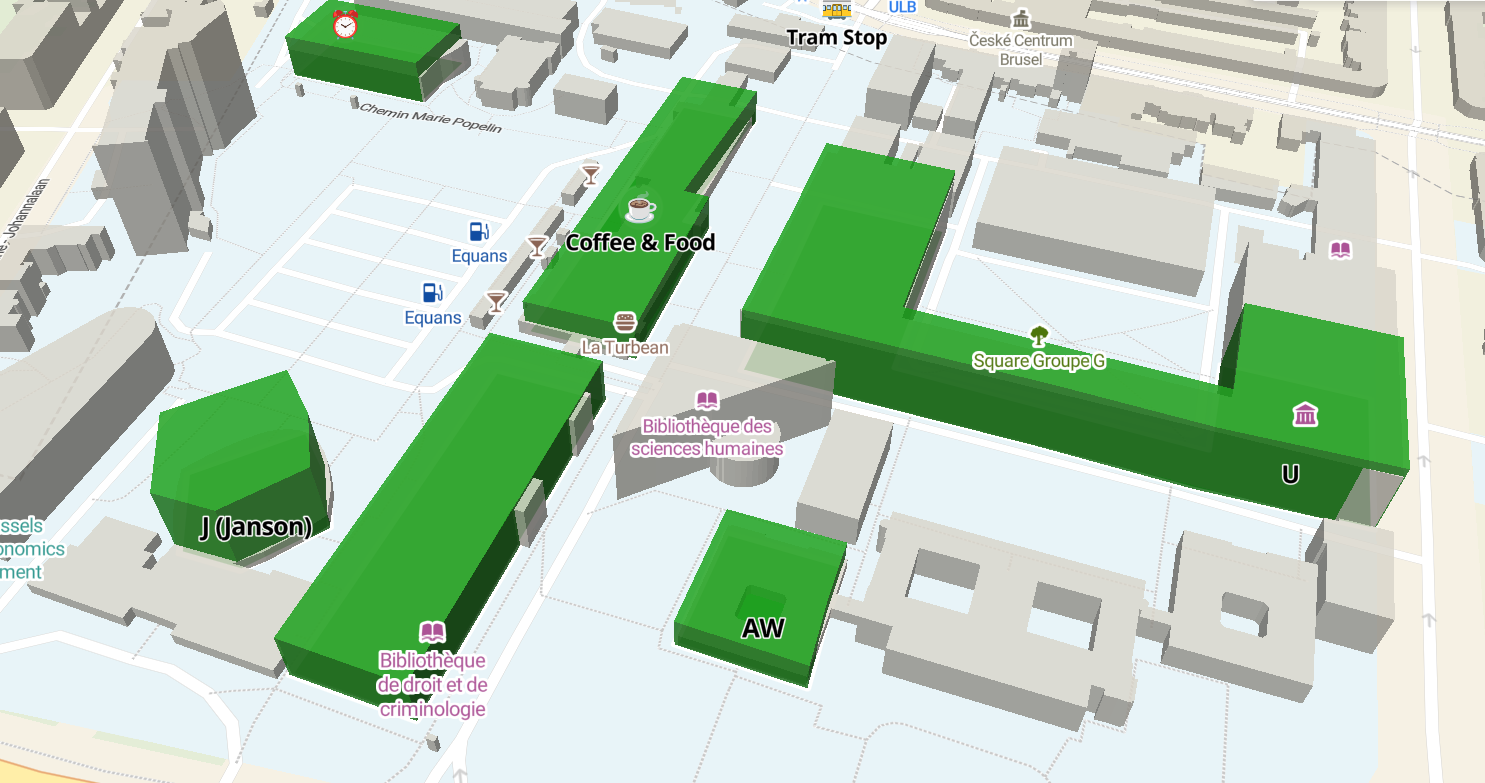 ULB
Tram Stop
České Centrum
Brusel
Chemin Marie Popelin
Johannalaan
Equans
Coffee & Food
Equans
La Turbean
Square Groupe G
Bibliothèque des
sciences humaines
U
J (Janson)
ssels
onomics
ment
AW
Bibliothèque
de droit et de
criminologie